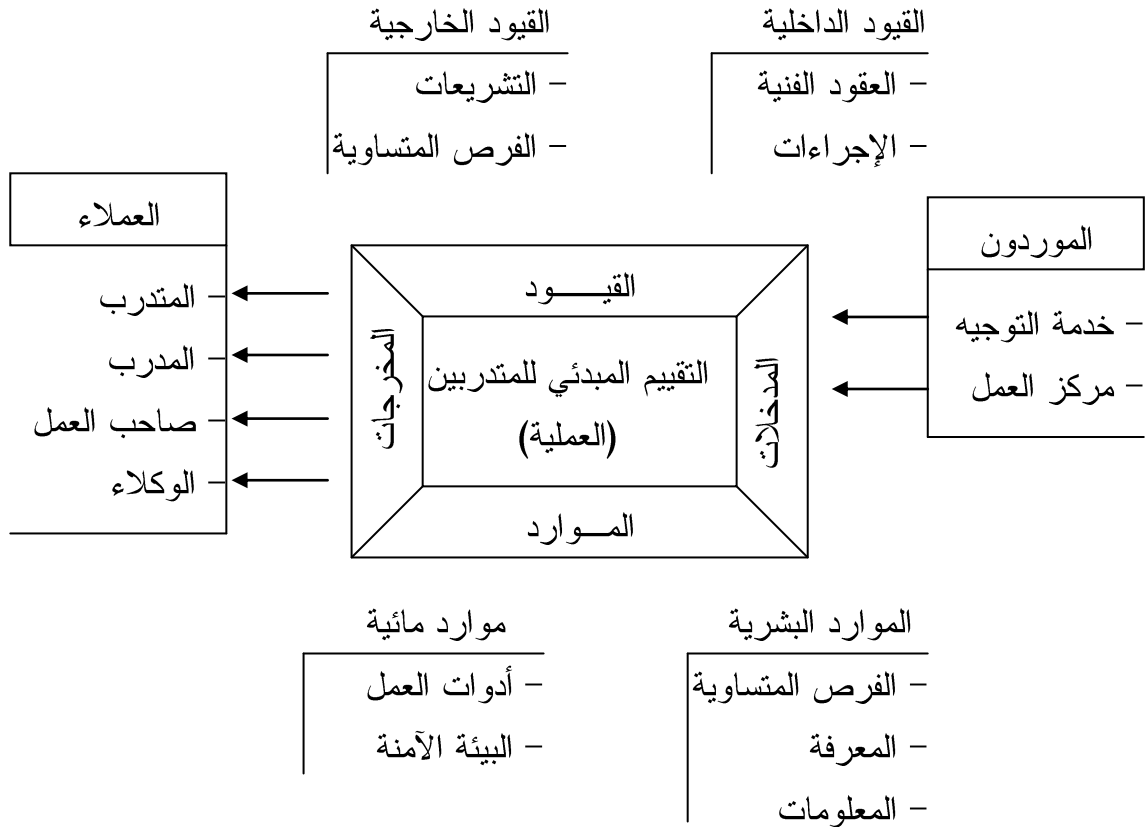 القيود الداخلية
– العقود الفنية
– الإجراءات
القيود الخارجية
– التشريعات
– الفرص المتساوية
الموردون
– خدمة التوجيه
– مركز العمل
القيـــود
المدخلات
التقييم المبدئي للمتدربين
(العملية)
المخرجات
المــوارد
العملاء
– المتدرب
– المدرب
– صاحب العمل
– الوكلاء
الموارد البشرية
– الفرص المتساوية
– المعرفة
– المعلومات
موارد مائية
– أدوات العمل
– البيئة الآمنة